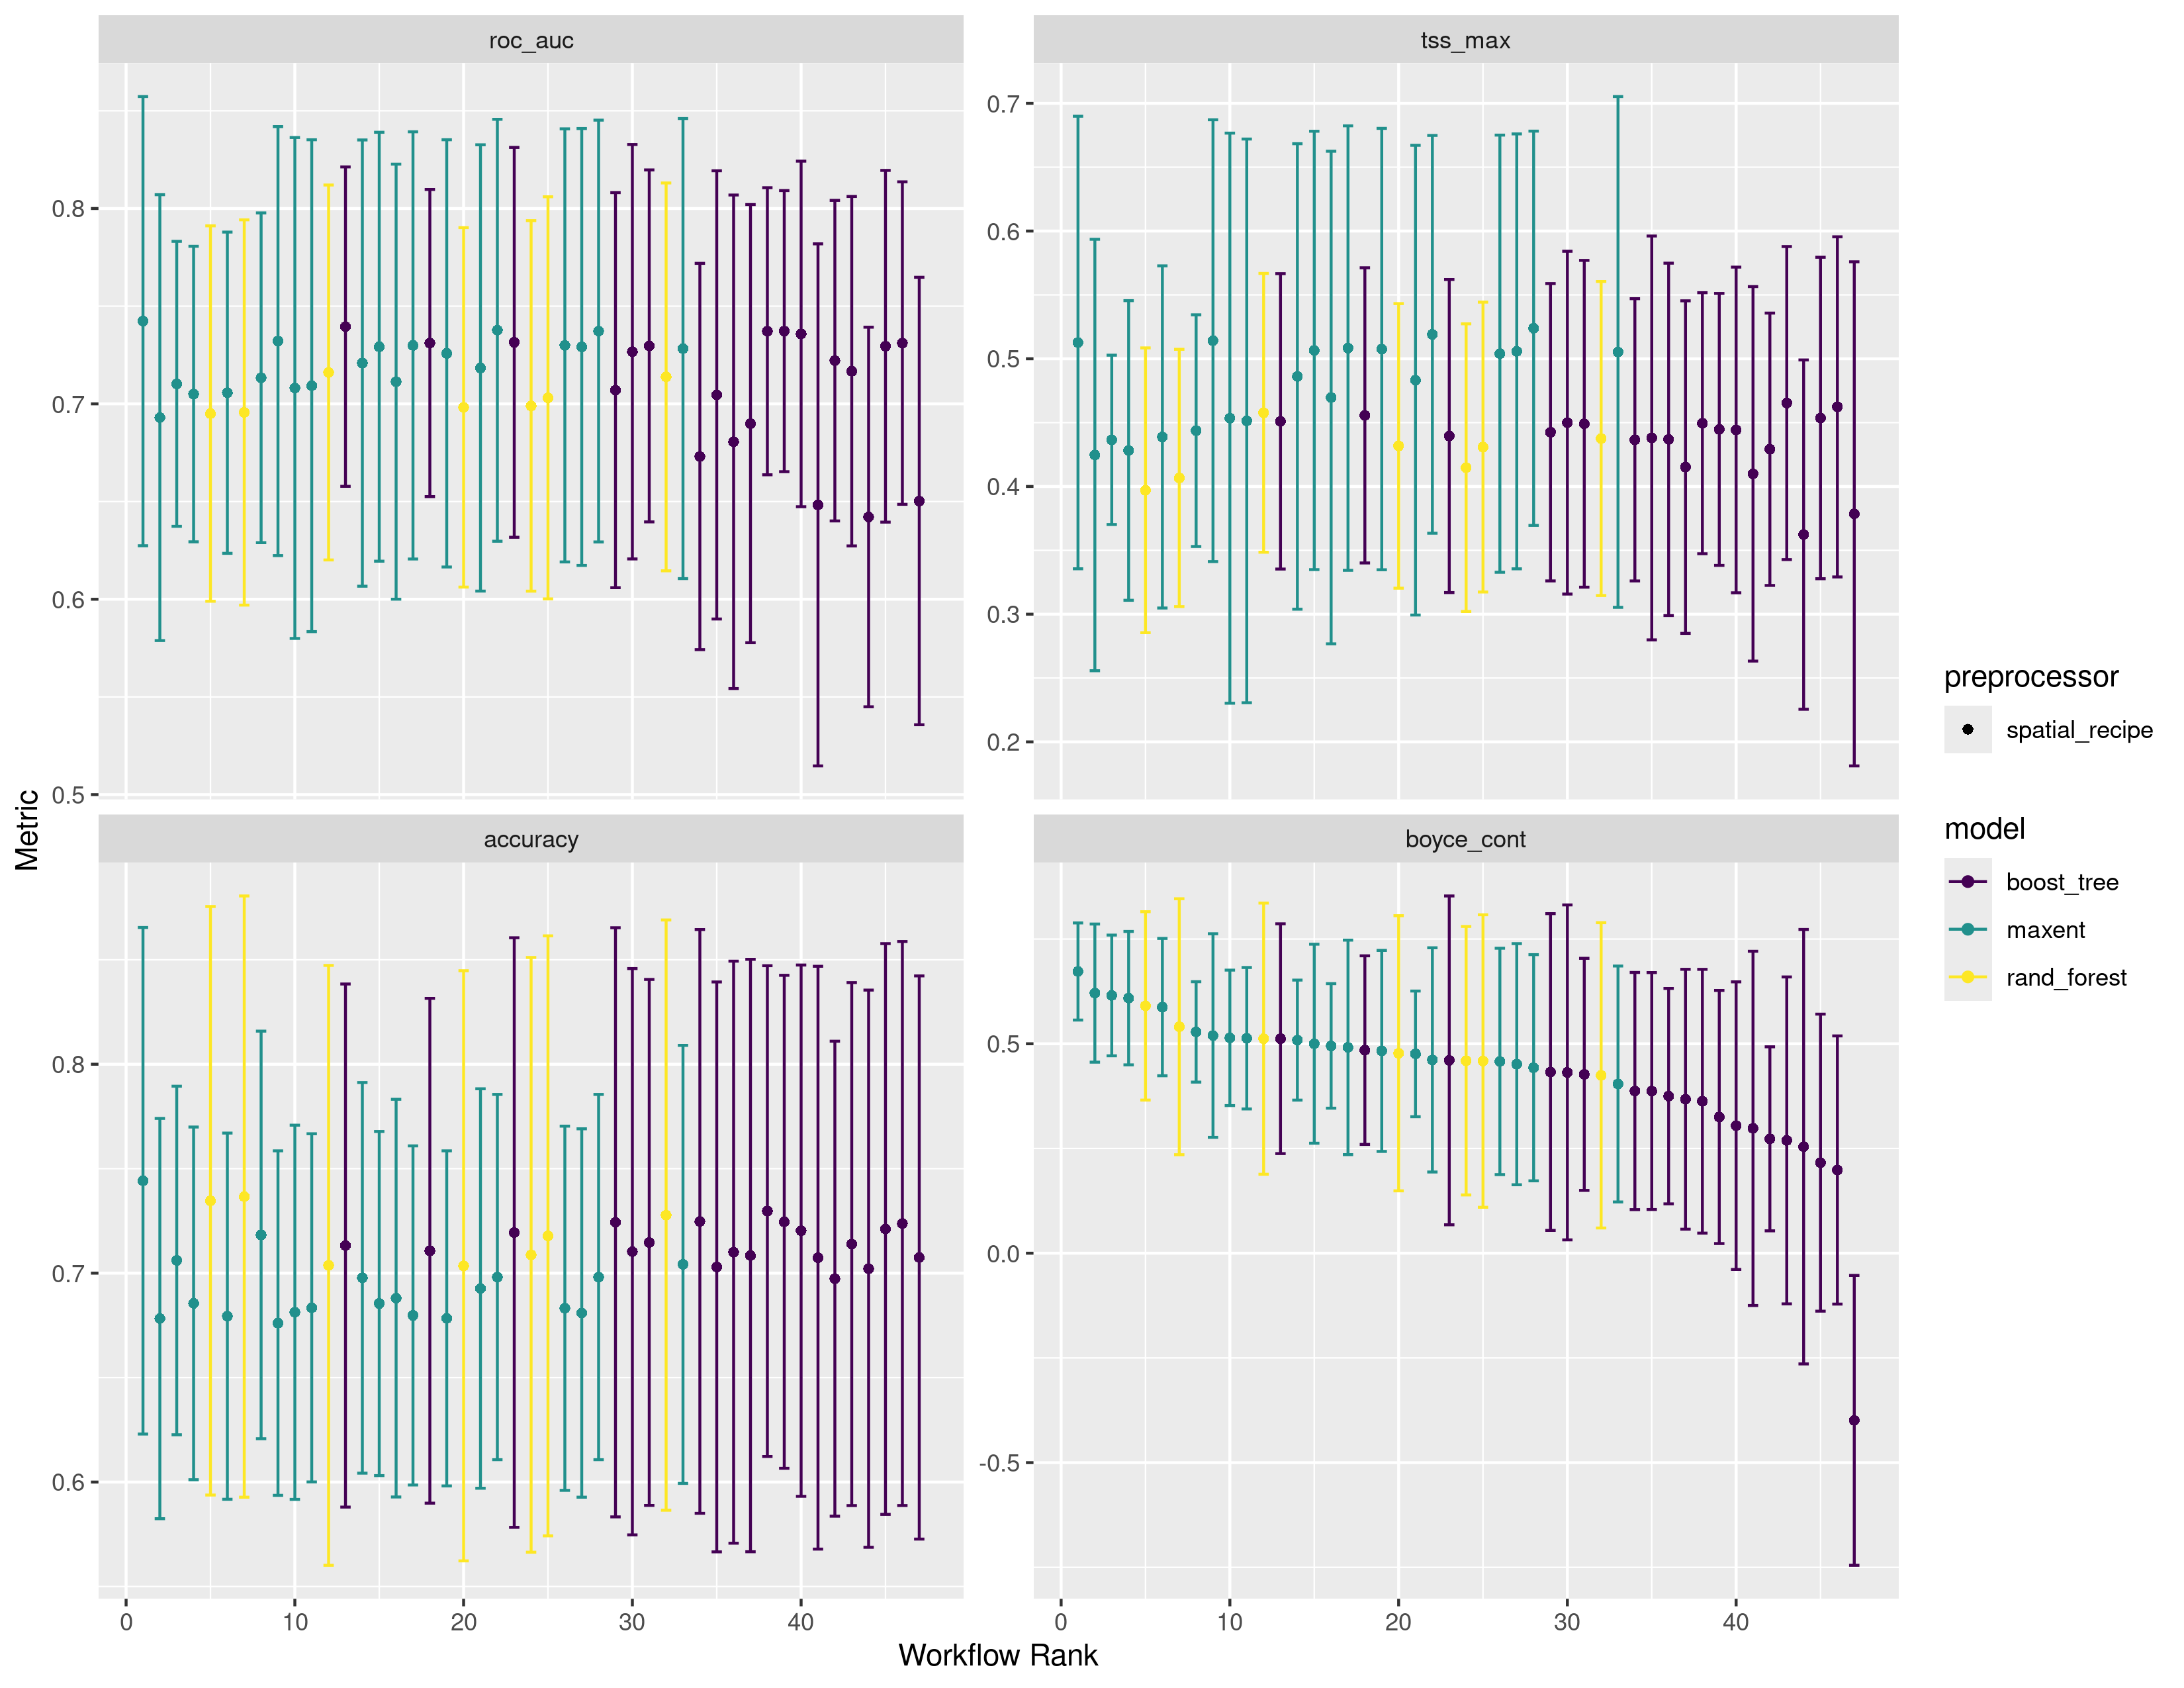 roc_auc
tss_max
0.8
0.7
0.6
0.5
0.7
0.6
0.5
0.4
0.3
0.2
accuracy
boyce_cont
0.8
0.7
0.6
0.5
0.0
-0.5
0
10
20
30
40
0
10
20
30
40
Metric
Workflow Rank
preprocessor
spatial_recipe
model
boost_tree
maxent
rand_forest